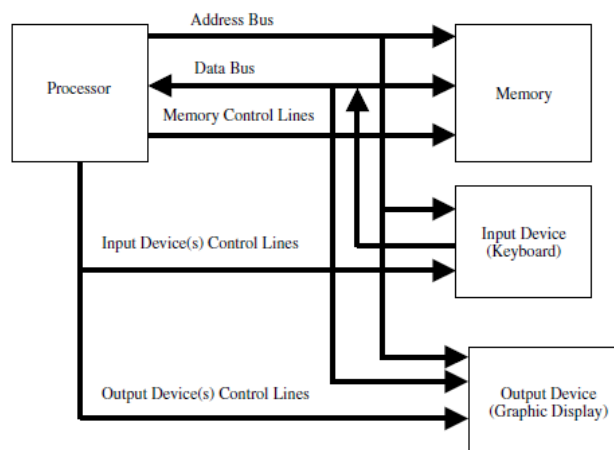 Address Bus
Processor
Data Bus
Memory
Memory Control Lines
Input Device
(Keyboard)
Input Device(s) Control Lines
Output Device(s) Control Lines
Output Device
(Graphic Display)